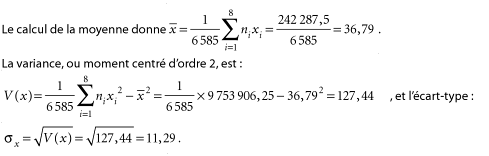 Le calcul de la moyenne donne x̄ = 1/6 585 ∑_{i=1}^{8} n_i x_i = 242 287,5/6 585 = 36,79 .
La variance, ou moment centré d'ordre 2, est :
V(x) = 1/6 585 ∑_{i=1}^{8} n_i x_i² − x̄² = 1/6 585 × 9 753 906,25 − 36,79² = 127,44 , et l'écart-type :
σ_x = √V(x) = √127,44 = 11,29 .